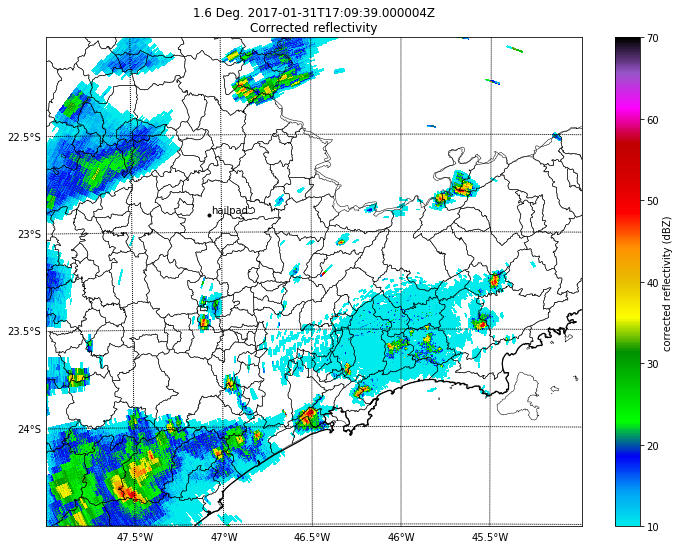 1.6 Deg. 2017-01-31T17:09:39.000004Z
Corrected reflectivity
22.5°S
23°S
23.5°S
24°S
47.5°W
47°W
46.5°W
46°W
45.5°W
hailpad
70
60
50
40
30
20
10
corrected reflectivity (dBZ)